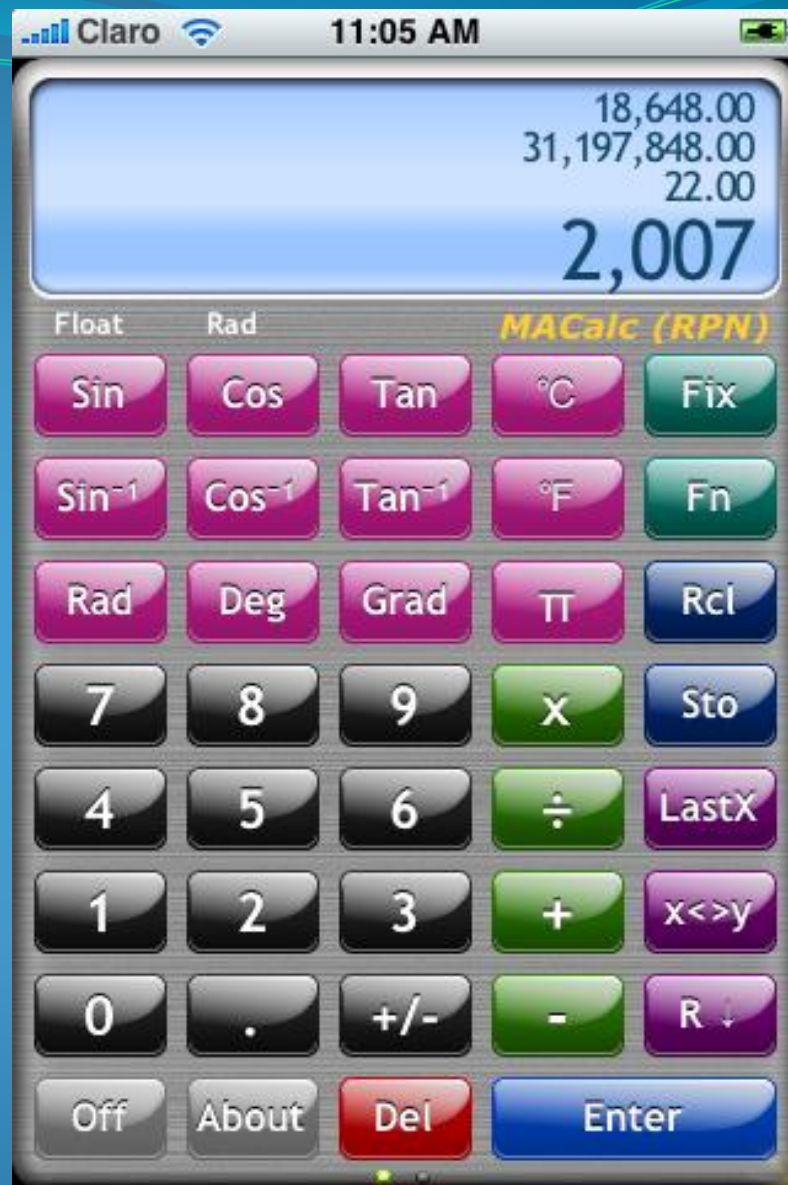 Claro 11:05 AM
18,648.00
31,197,848.00
22.00
2,007
Float Rad MACalc (RPN)
Sin Cos Tan °C Fix
Sin⁻¹ Cos⁻¹ Tan⁻¹ °F Fn
Rad Deg Grad π Rcl
7 8 9 x Sto
4 5 6 ÷ LastX
1 2 3 + x<>y
0 . +/- - R↓
Off About Del Enter